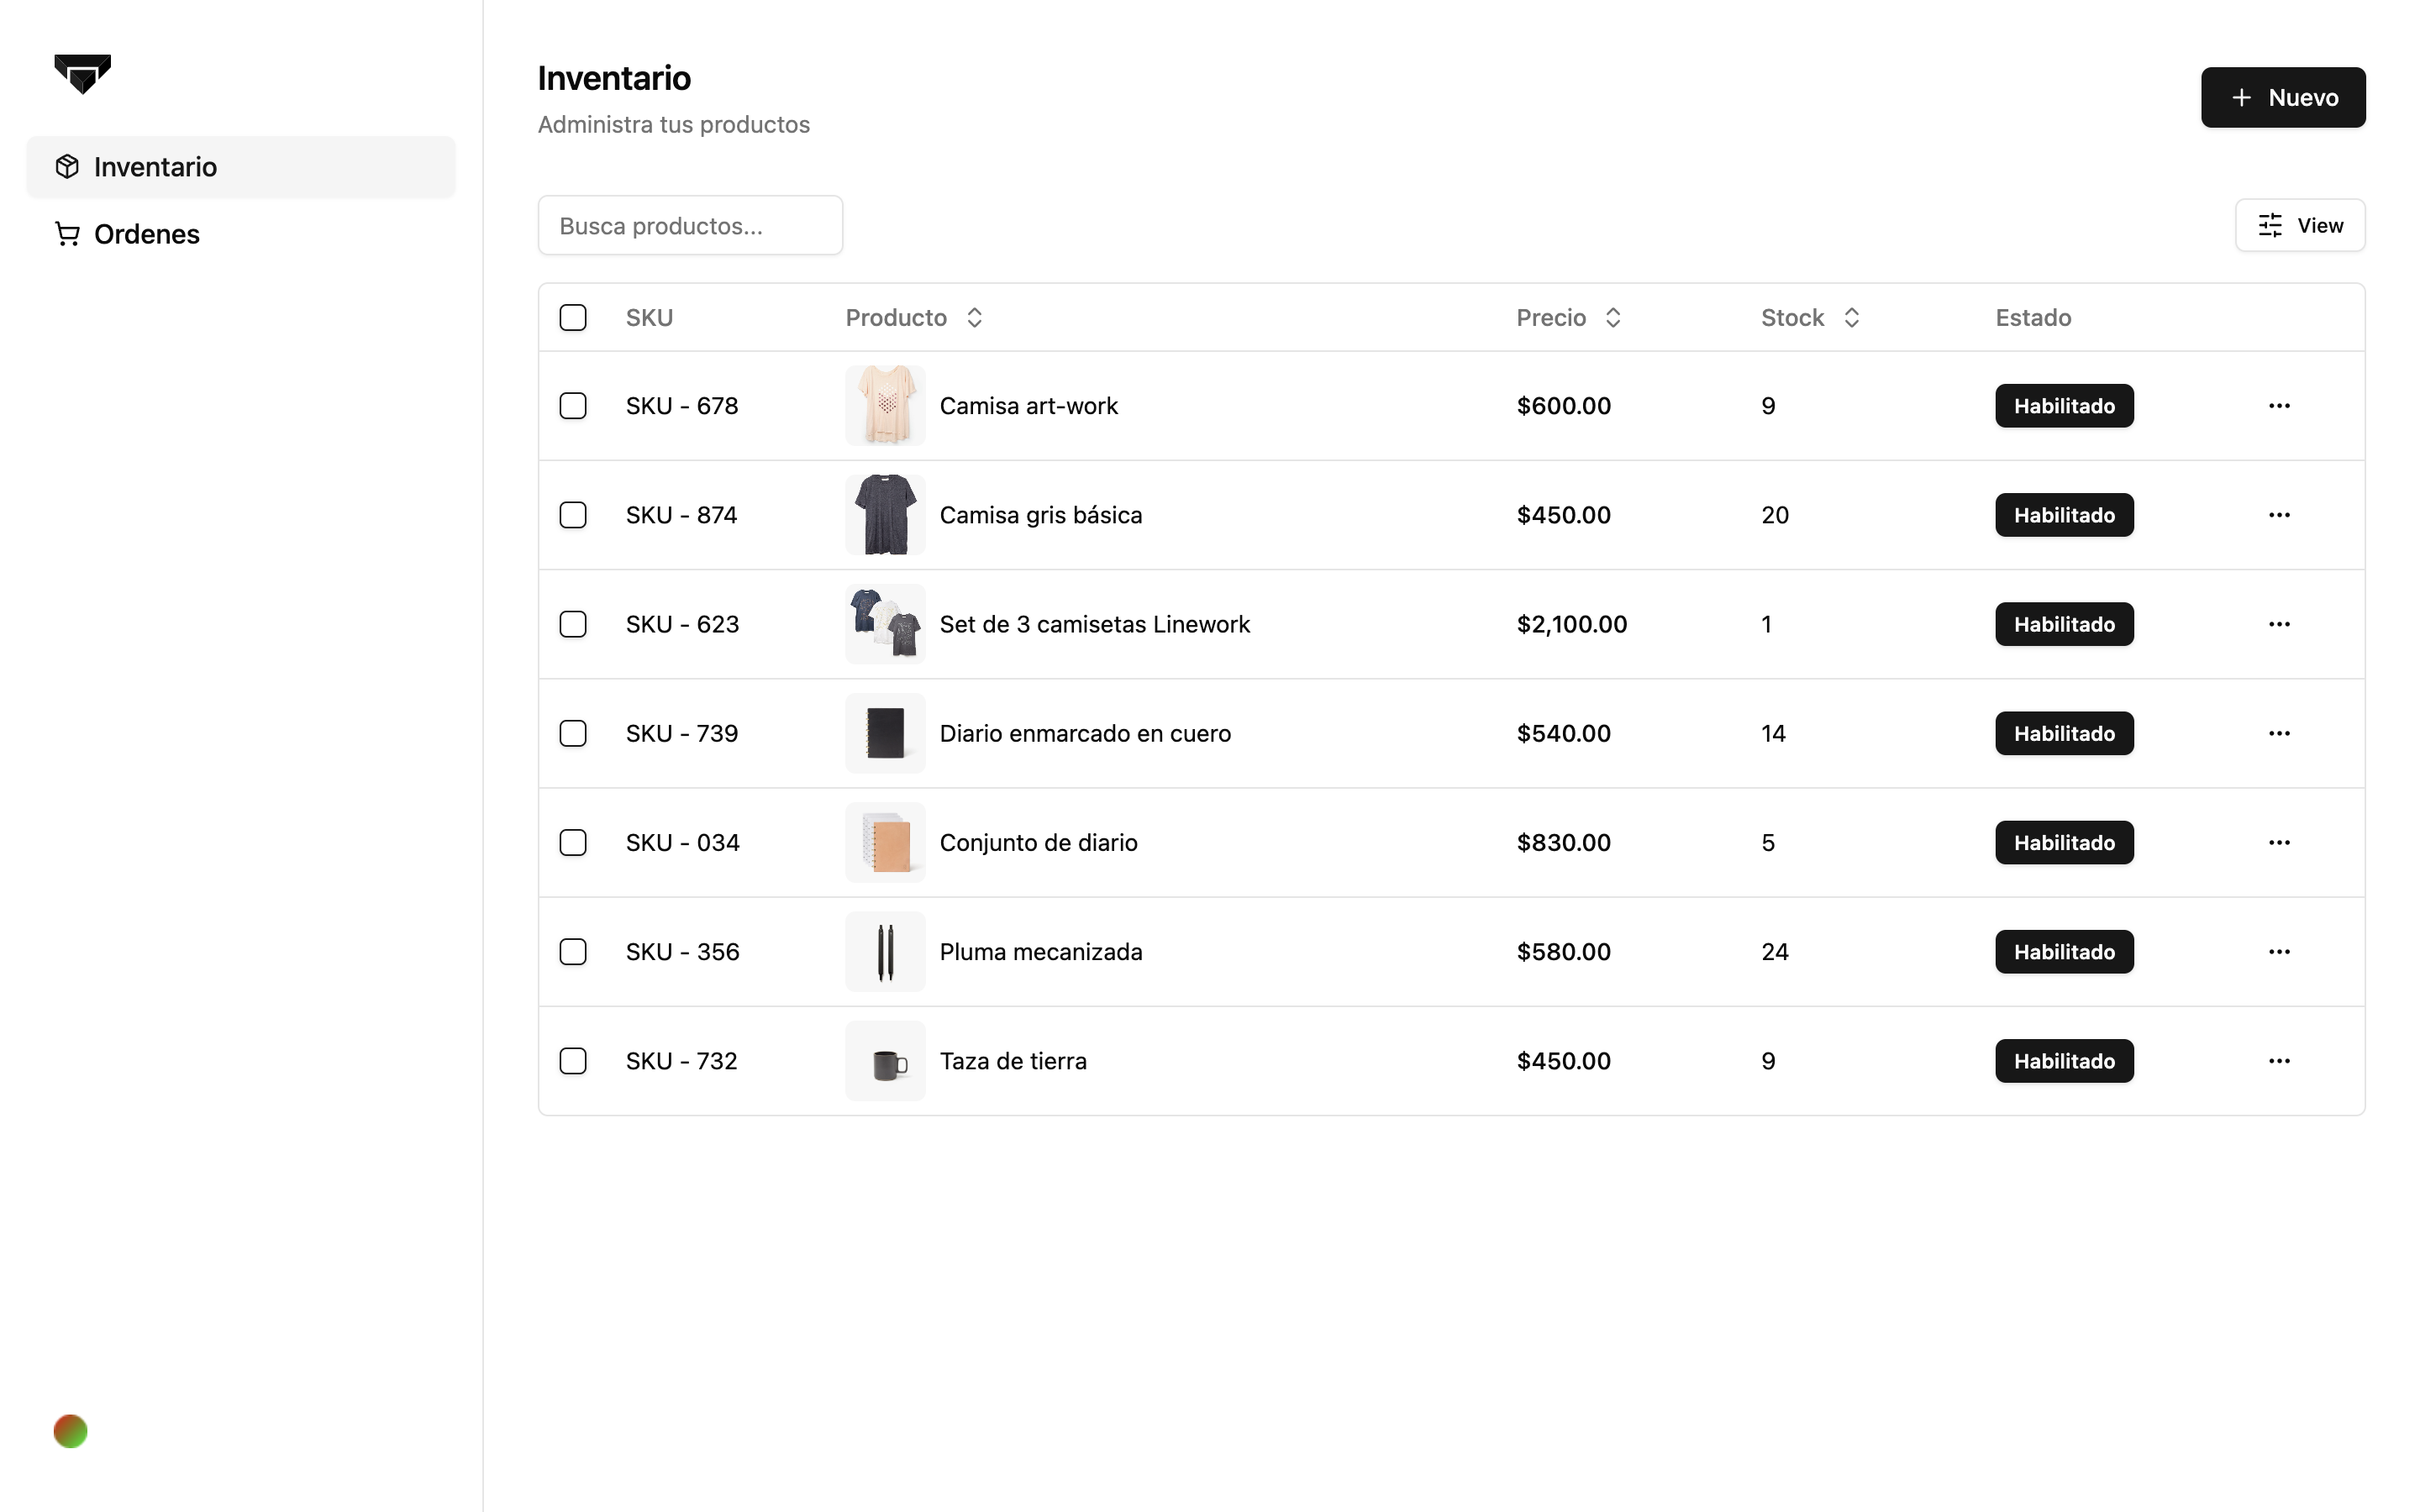 Inventario
Ordenes
Inventario
Administra tus productos
+ Nuevo
Busca productos...
View
SKU Producto Precio Stock Estado
SKU - 678 Camisa art-work $600.00 9 Habilitado
SKU - 874 Camisa gris básica $450.00 20 Habilitado
SKU - 623 Set de 3 camisetas Linework $2,100.00 1 Habilitado
SKU - 739 Diario enmarcado en cuero $540.00 14 Habilitado
SKU - 034 Conjunto de diario $830.00 5 Habilitado
SKU - 356 Pluma mecanizada $580.00 24 Habilitado
SKU - 732 Taza de tierra $450.00 9 Habilitado